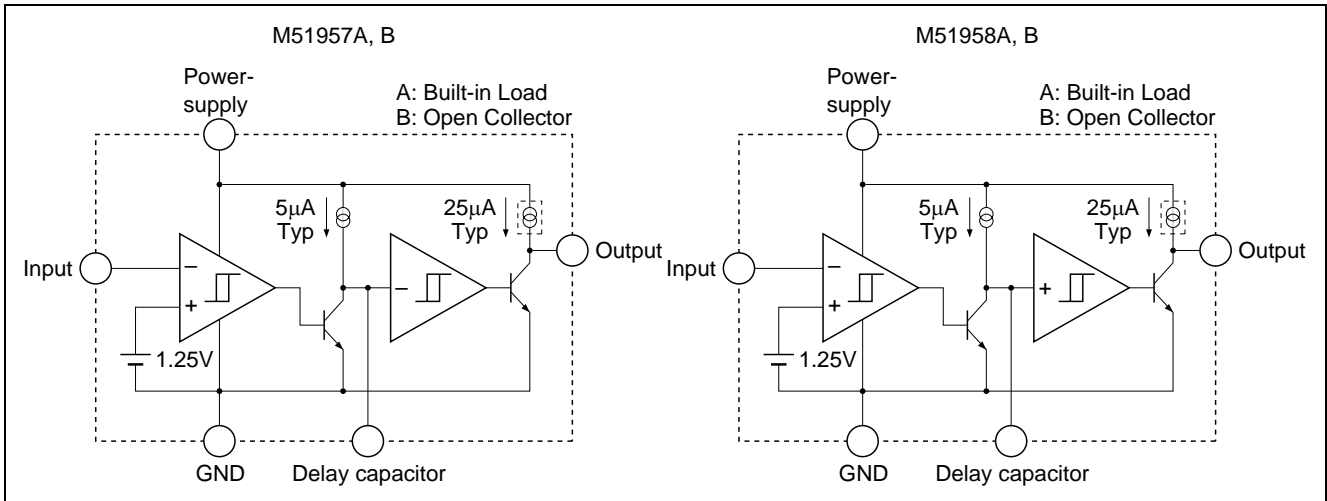 M51957A, B
Power-
supply
A: Built-in Load
B: Open Collector
5μA
Typ
25μA
Typ
Input
−
+
1.25V
−
Output
GND
Delay capacitor
M51958A, B
Power-
supply
A: Built-in Load
B: Open Collector
5μA
Typ
25μA
Typ
Input
−
+
1.25V
+
Output
GND
Delay capacitor